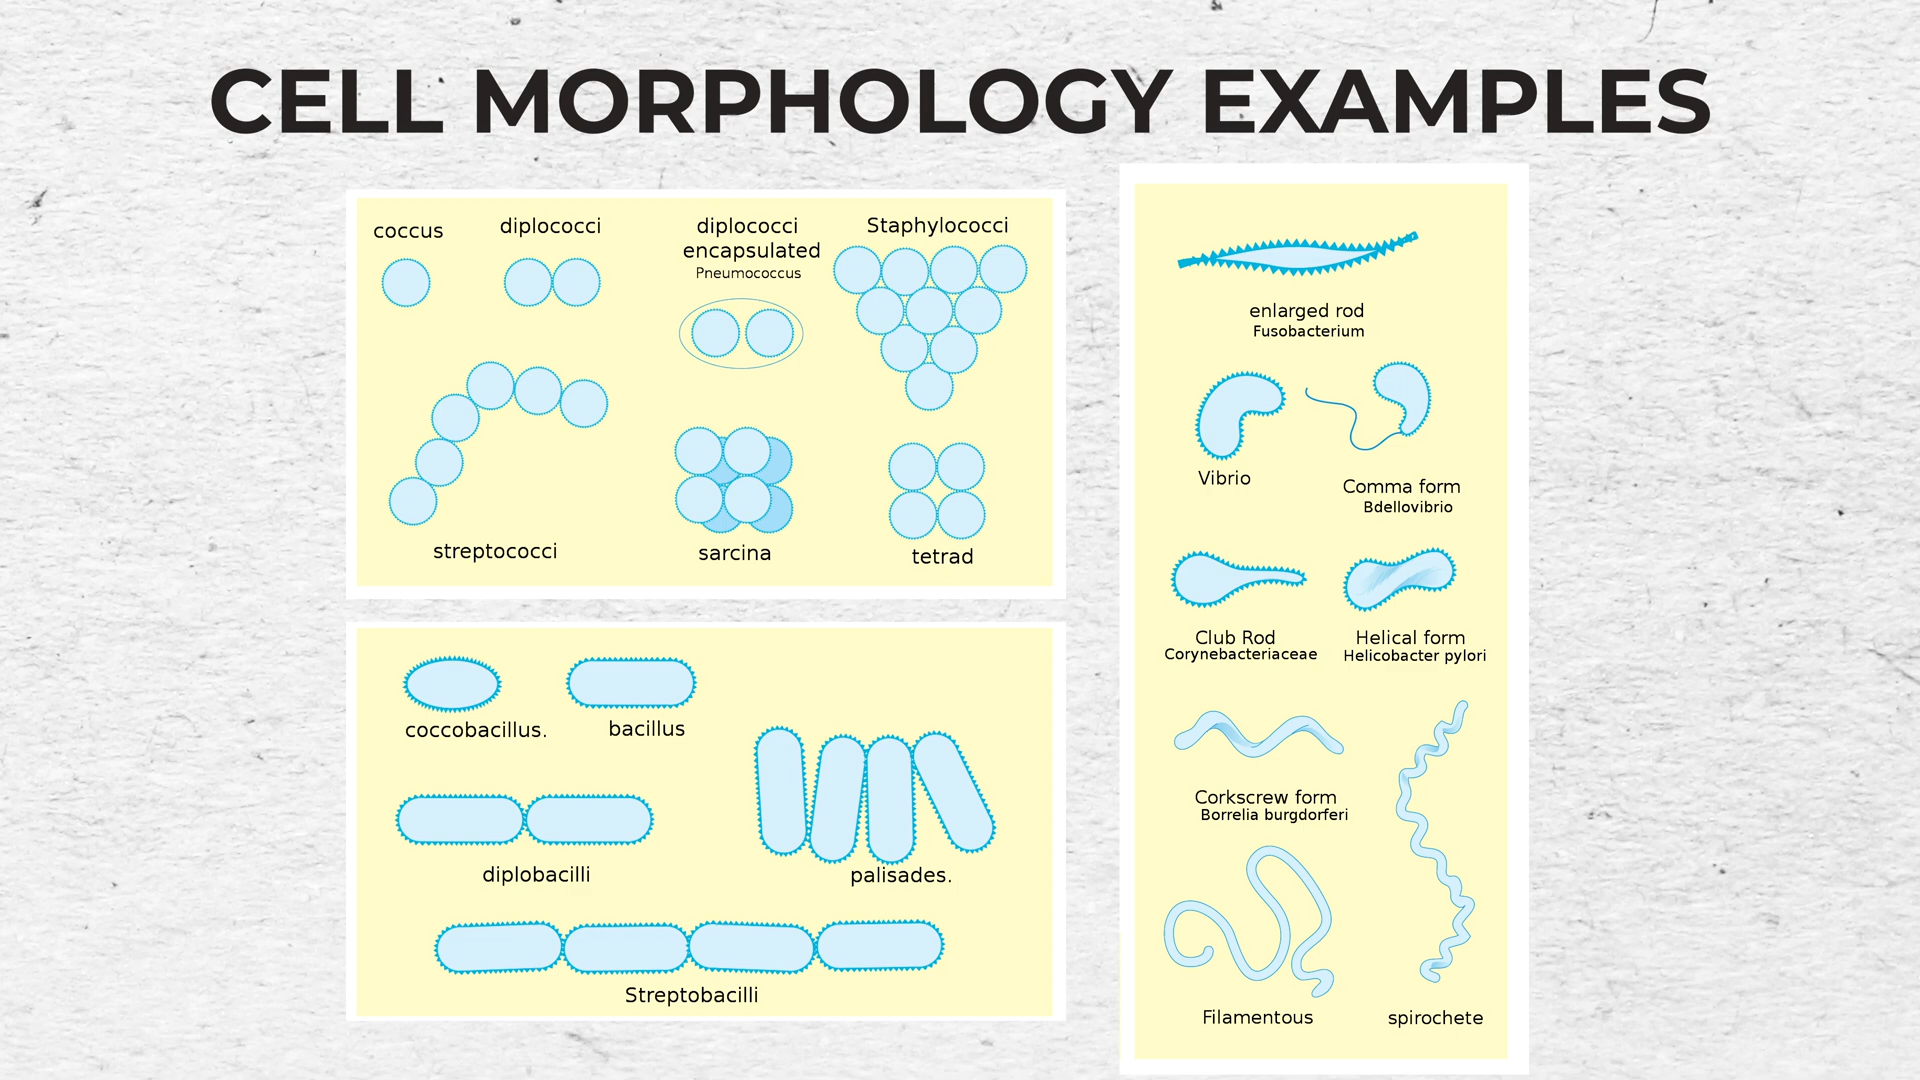 CELL MORPHOLOGY EXAMPLES
coccus
diplococci
diplococci
encapsulated
Pneumococcus
Staphylococci
streptococci
sarcina
tetrad
coccobacillus.
bacillus
diplobacilli
palisades.
Streptobacilli
enlarged rod
Fusobacterium
Vibrio
Comma form
Bdellovibrio
Club Rod
Corynebacteriaceae
Helical form
Helicobacter pylori
Corkscrew form
Borrelia burgdorferi
Filamentous
spirochete